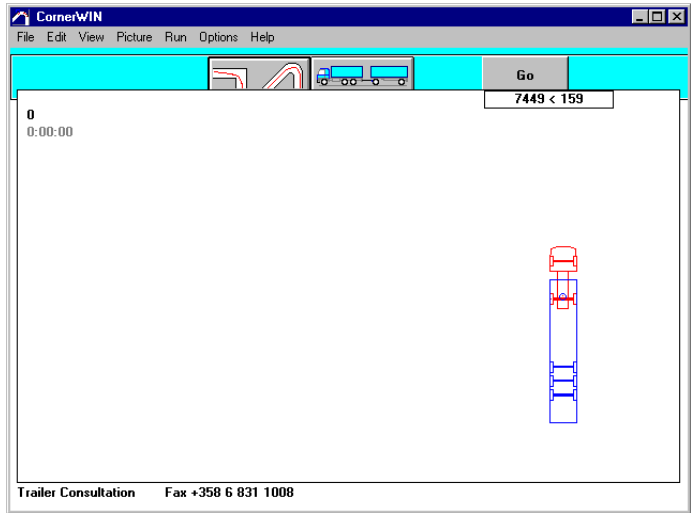 CornerWIN
File Edit View Picture Run Options Help
Go
7449 < 159
0
0:00:00
Trailer Consultation Fax +358 6 831 1008